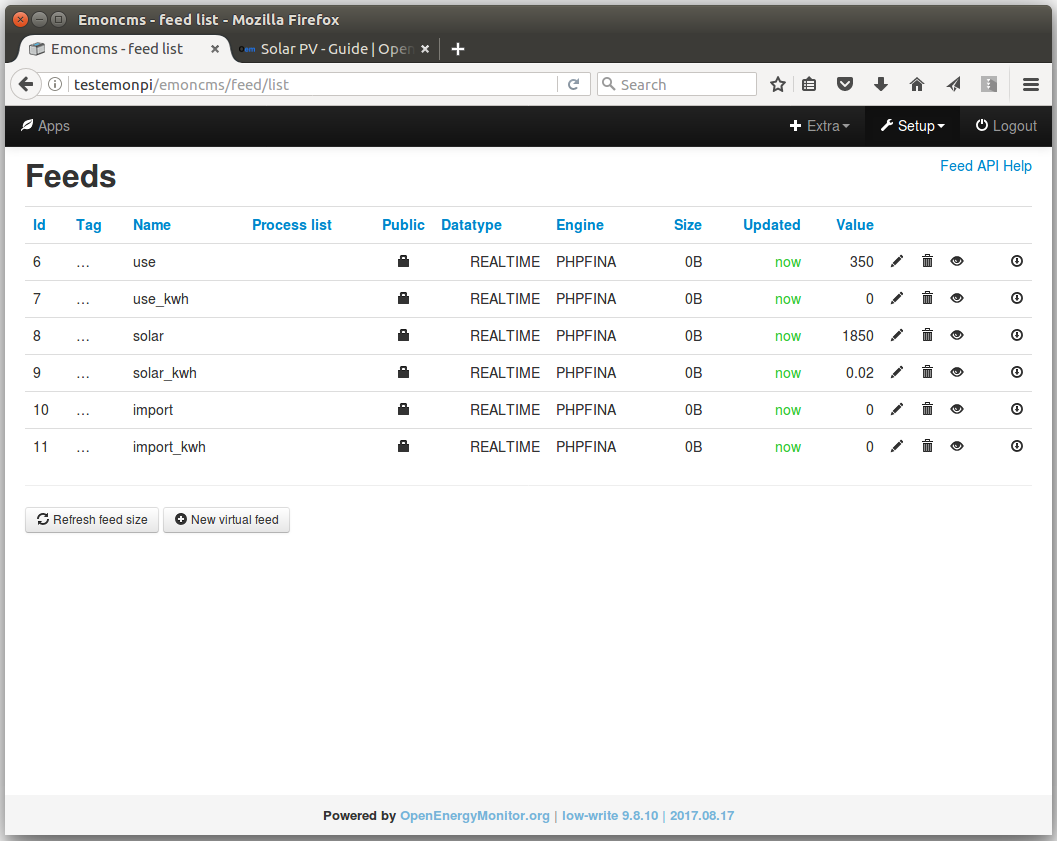 Emoncms - feed list - Mozilla Firefox
Emoncms - feed list Solar PV - Guide | Open
testemonpi/emoncms/feed/list Search
Apps Extra Setup Logout
Feeds Feed API Help
Id Tag Name Process list Public Datatype Engine Size Updated Value
6 ... use REALTIME PHPFINA 0B now 350
7 ... use_kwh REALTIME PHPFINA 0B now 0
8 ... solar REALTIME PHPFINA 0B now 1850
9 ... solar_kwh REALTIME PHPFINA 0B now 0.02
10 ... import REALTIME PHPFINA 0B now 0
11 ... import_kwh REALTIME PHPFINA 0B now 0
Refresh feed size New virtual feed
Powered by OpenEnergyMonitor.org | low-write 9.8.10 | 2017.08.17